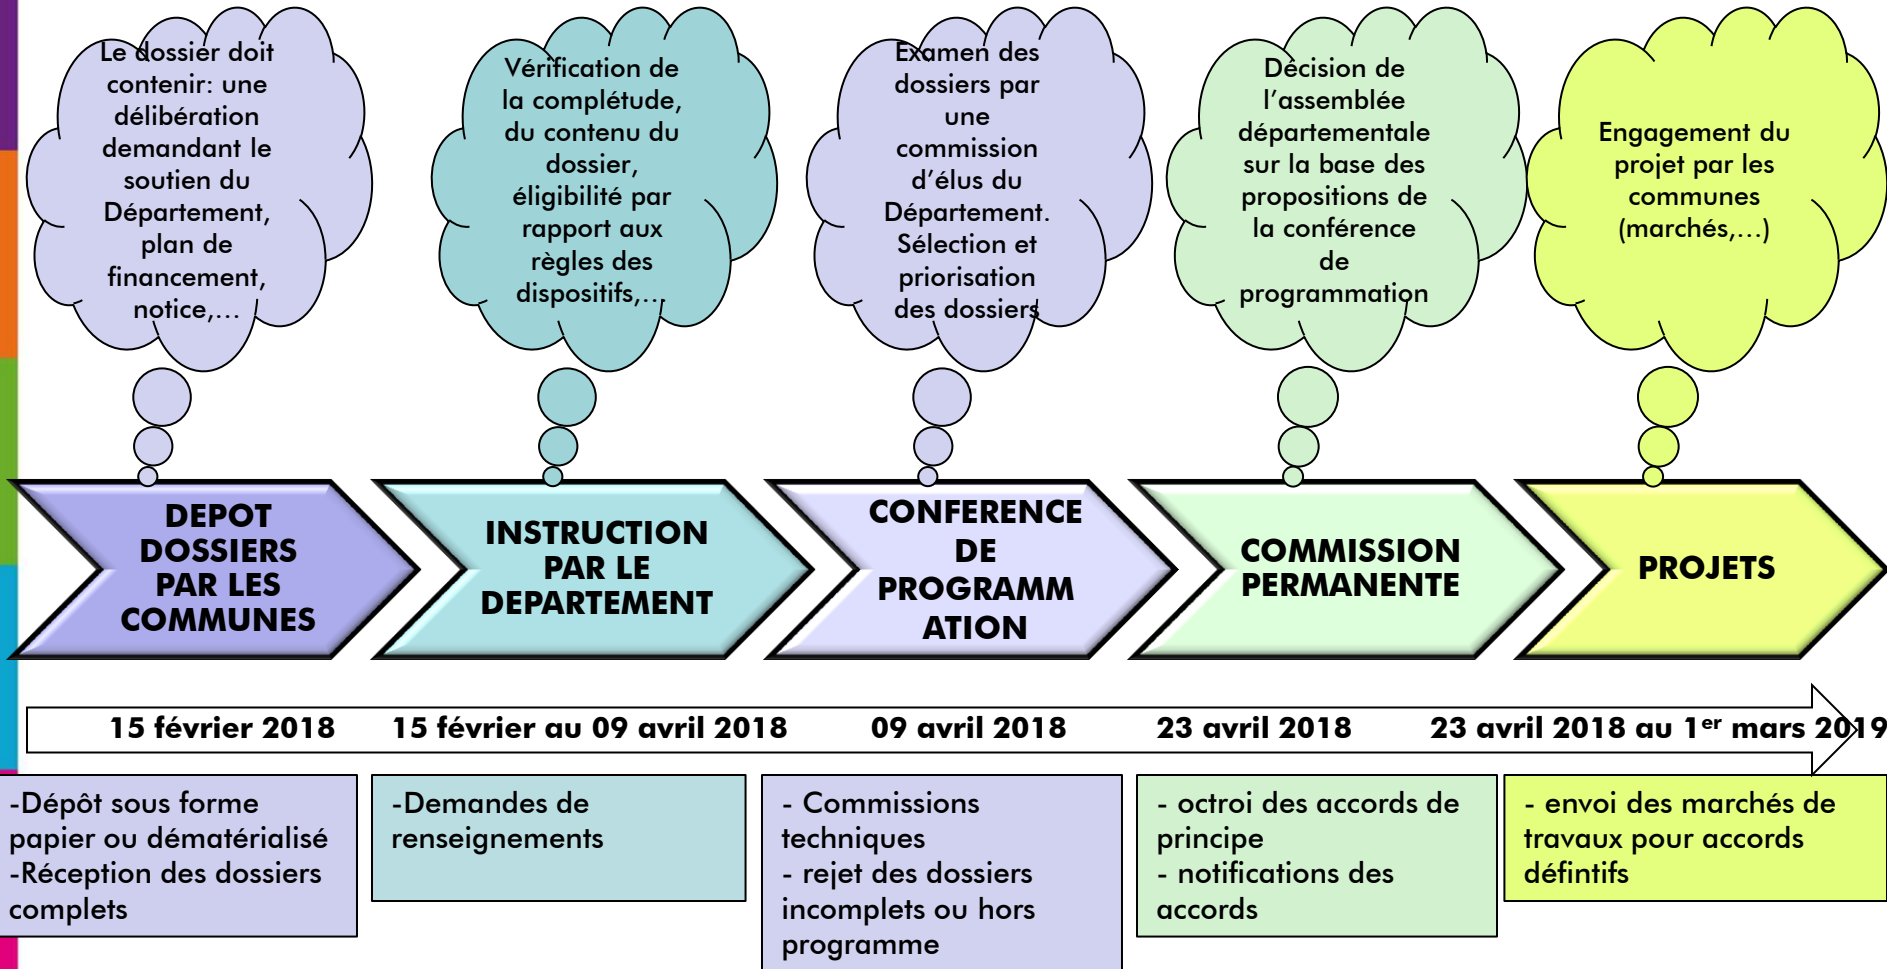 Le dossier doit
contenir: une
délibération
demandant le
soutien du
Département,
plan de
financement,
notice,...
Vérification de
la complétude,
du contenu du
dossier,
éligibilité par
rapport aux
règles des
dispositifs,...
Examen des
dossiers par
une
commission
d'élus du
Département.
Sélection et
priorisation
des dossiers
Décision de
l'assemblée
départementale
sur la base des
propositions de
la conférence
de
programmation
Engagement du
projet par les
communes
(marchés,...)
DEPOT
DOSSIERS
PAR LES
COMMUNES
INSTRUCTION
PAR LE
DEPARTEMENT
CONFERENCE
DE
PROGRAMM
ATION
COMMISSION
PERMANENTE
PROJETS
15 février 2018
15 février au 09 avril 2018
09 avril 2018
23 avril 2018
23 avril 2018 au 1er mars 2019
-Dépôt sous forme
papier ou dématérialisé
-Réception des dossiers
complets
-Demandes de
renseignements
- Commissions
techniques
- rejet des dossiers
incomplets ou hors
programme
- octroi des accords de
principe
- notifications des
accords
- envoi des marchés de
travaux pour accords
défintifs